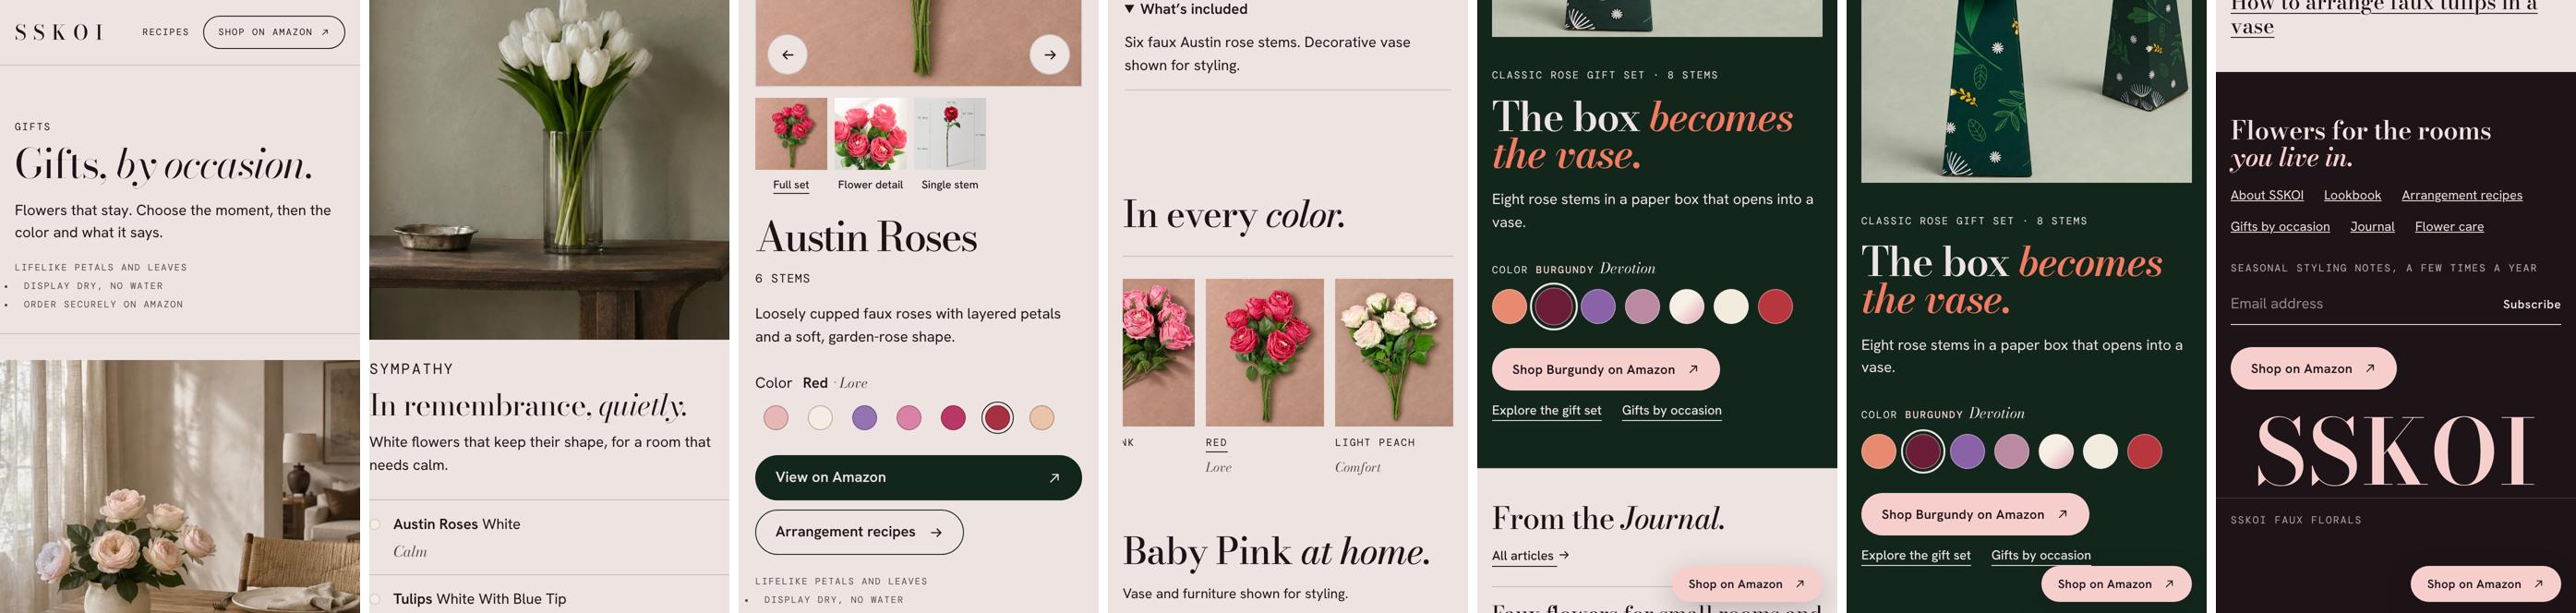 SSKOI
RECIPES
SHOP ON AMAZON ↗
GIFTS
Gifts, by occasion.
Flowers that stay. Choose the moment, then the
color and what it says.
LIFELIKE PETALS AND LEAVES
• DISPLAY DRY, NO WATER
• ORDER SECURELY ON AMAZON
SYMPATHY
In remembrance, quietly.
White flowers that keep their shape, for a room that
needs calm.
Austin Roses White
Calm
Tulips White With Blue Tip
← →
Full set
Flower detail
Single stem
Austin Roses
6 STEMS
Loosely cupped faux roses with layered petals
and a soft, garden-rose shape.
Color Red · Love
View on Amazon ↗
Arrangement recipes →
LIFELIKE PETALS AND LEAVES
• DISPLAY DRY, NO WATER
▼ What's included
Six faux Austin rose stems. Decorative vase
shown for styling.
In every color.
NK
RED
LIGHT PEACH
Love
Comfort
Baby Pink at home.
Vase and furniture shown for styling.
CLASSIC ROSE GIFT SET · 8 STEMS
The box becomes
the vase.
Eight rose stems in a paper box that opens into a
vase.
COLOR BURGUNDY Devotion
Shop Burgundy on Amazon ↗
Explore the gift set
Gifts by occasion
From the Journal.
All articles →
Shop on Amazon ↗
Faux flowers for small rooms and
CLASSIC ROSE GIFT SET · 8 STEMS
The box becomes
the vase.
Eight rose stems in a paper box that opens into a
vase.
COLOR BURGUNDY Devotion
Shop Burgundy on Amazon ↗
Explore the gift set
Gifts by occasion
Shop on Amazon ↗
How to arrange faux tulips in a
vase
Flowers for the rooms
you live in.
About SSKOI
Lookbook
Arrangement recipes
Gifts by occasion
Journal
Flower care
SEASONAL STYLING NOTES, A FEW TIMES A YEAR
Email address
Subscribe
Shop on Amazon ↗
SSKOI
SSKOI FAUX FLORALS
Shop on Amazon ↗